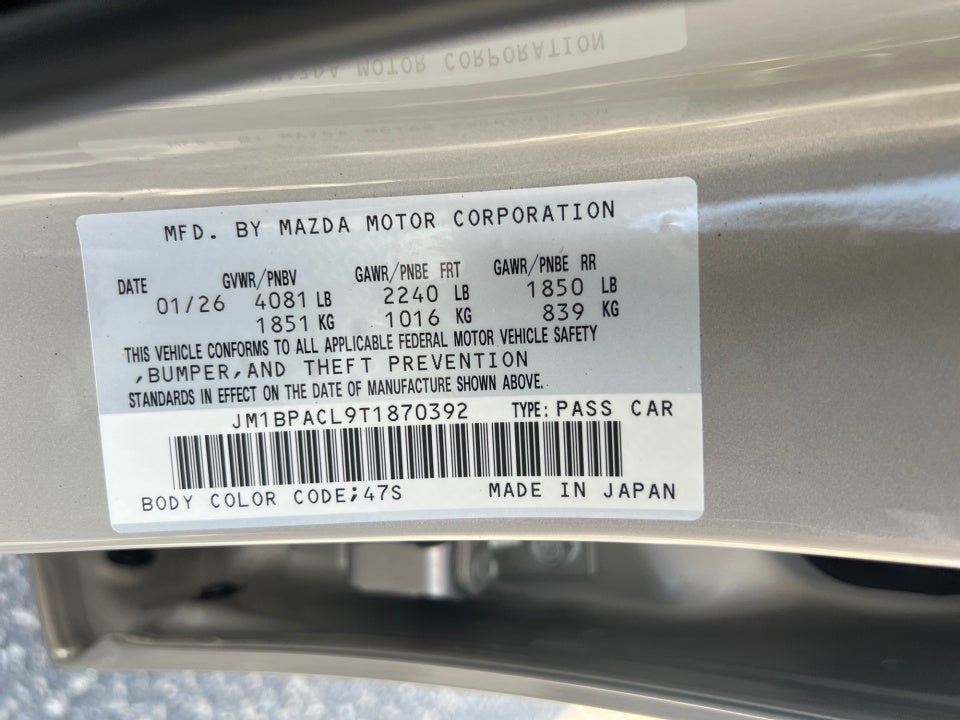 MFD. BY MAZDA MOTOR CORPORATION
DATE GVWR/PNBV GAWR/PNBE FRT GAWR/PNBE RR
01/26 4081 LB 2240 LB 1850 LB
1851 KG 1016 KG 839 KG
THIS VEHICLE CONFORMS TO ALL APPLICABLE FEDERAL MOTOR VEHICLE SAFETY
,BUMPER,AND THEFT PREVENTION
STANDARDS IN EFFECT ON THE DATE OF MANUFACTURE SHOWN ABOVE.
JM1BPACL9T1870392 TYPE: PASS CAR
BODY COLOR CODE;47S MADE IN JAPAN